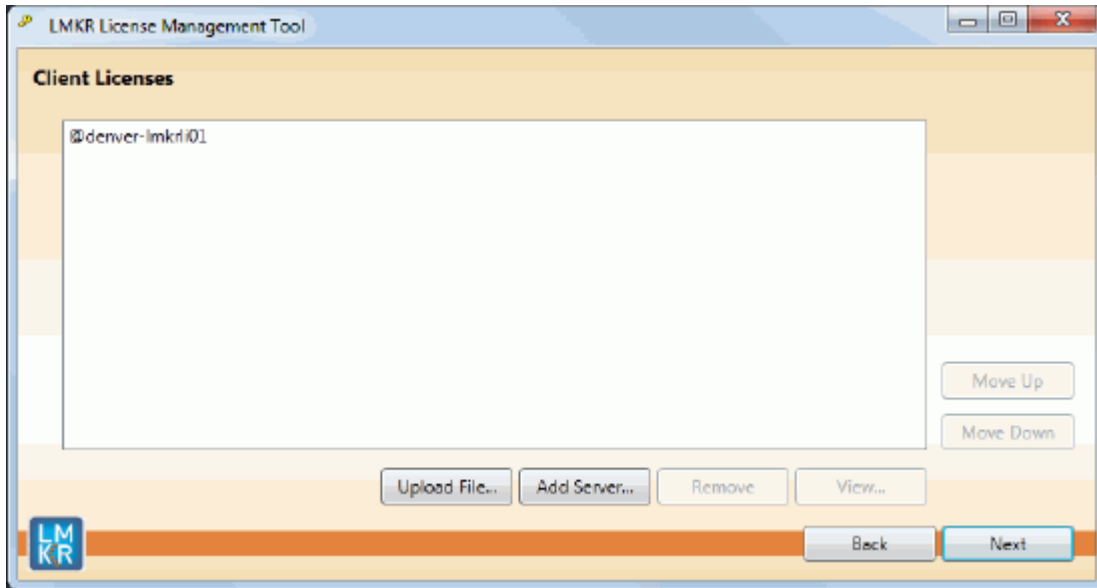 LMKR License Management Tool
Client Licenses
@denver-lmkrli01
Move Up
Move Down
Upload File...
Add Server...
Remove
View...
LM
KR
Back
Next